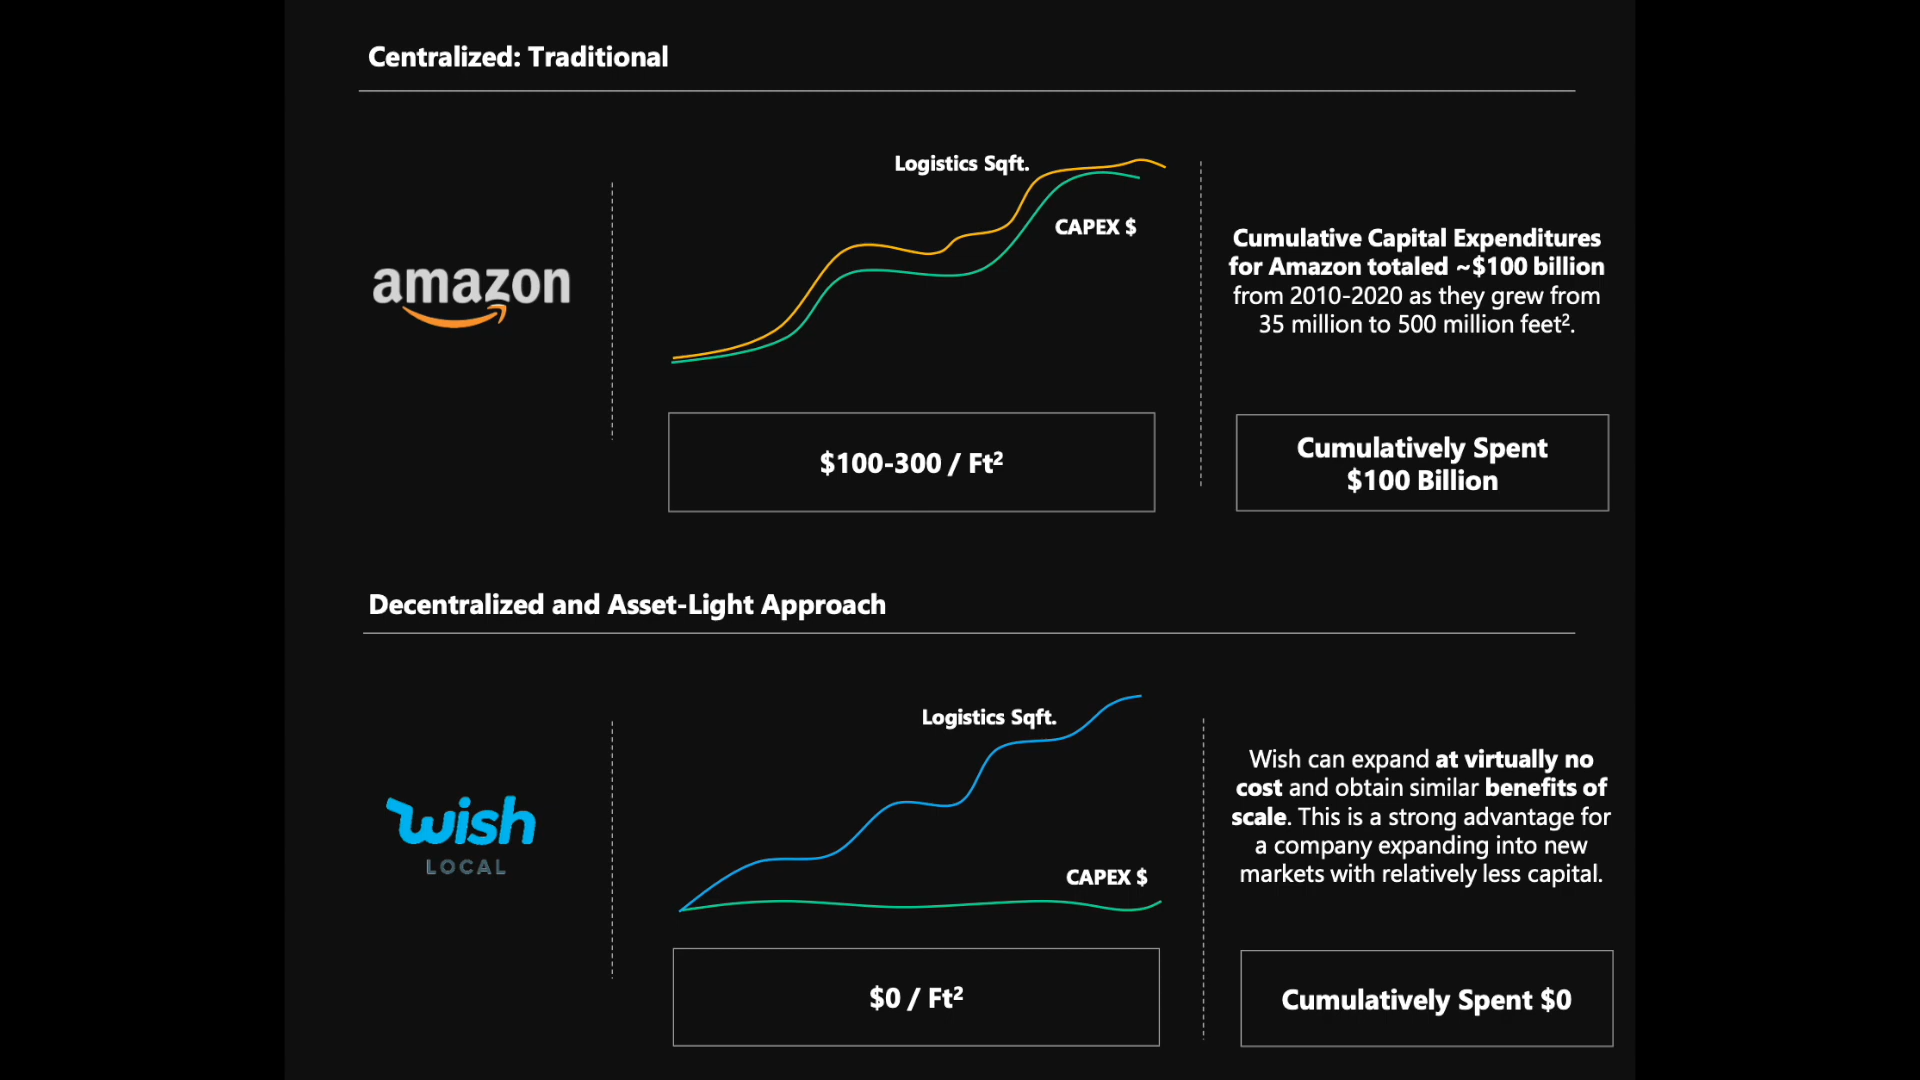 Centralized: Traditional
Logistics Sqft.
CAPEX $
amazon
Cumulative Capital Expenditures
for Amazon totaled ~$100 billion
from 2010-2020 as they grew from
35 million to 500 million feet².
$100-300 / Ft²
Cumulatively Spent
$100 Billion
Decentralized and Asset-Light Approach
Logistics Sqft.
CAPEX $
wish
LOCAL
Wish can expand at virtually no
cost and obtain similar benefits of
scale. This is a strong advantage for
a company expanding into new
markets with relatively less capital.
$0 / Ft²
Cumulatively Spent $0